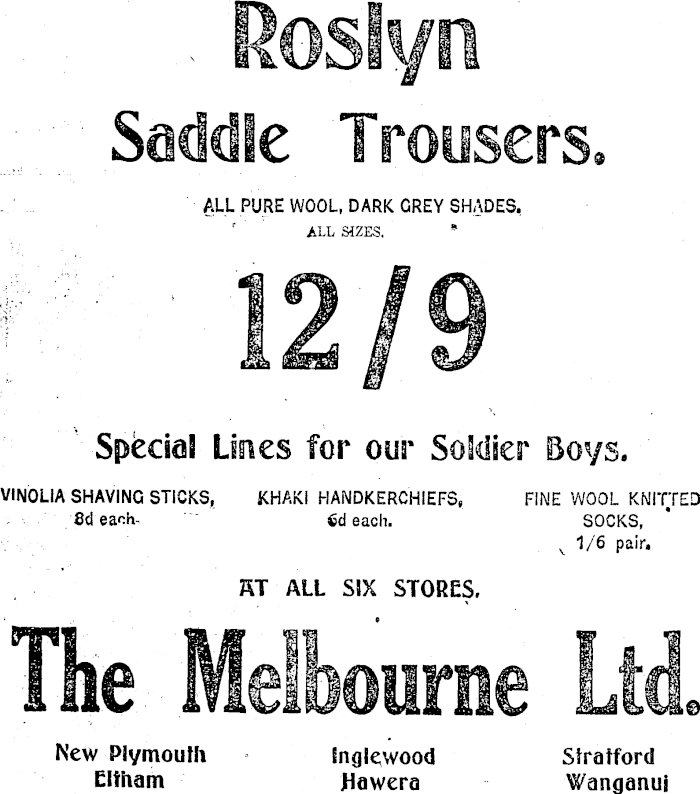 Roslyn
Saddle Trousers.
ALL PURE WOOL, DARK GREY SHADES.
ALL SIZES.
12/9
Special Lines for our Soldier Boys.
VINOLIA SHAVING STICKS, KHAKI HANDKERCHIEFS, FINE WOOL KNITTED
8d each. 6d each. SOCKS,
1/6 pair.
AT ALL SIX STORES.
The Melbourne Ltd.
New Plymouth Inglewood Stratford
Eltham Hawera Wanganui